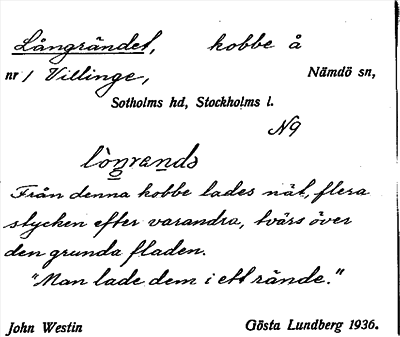 Långrändet, kobbe å
nr 1 Villinge, Nämdö sn,
Sotholms hd, Stockholms l.
N9
lòŋrends
Från denna kobbe lades nät, flera
stycken efter varandra, tvärs över
den grunda fladen.
"Man lade dem i ett rände."
John Westin Gösta Lundberg 1936.